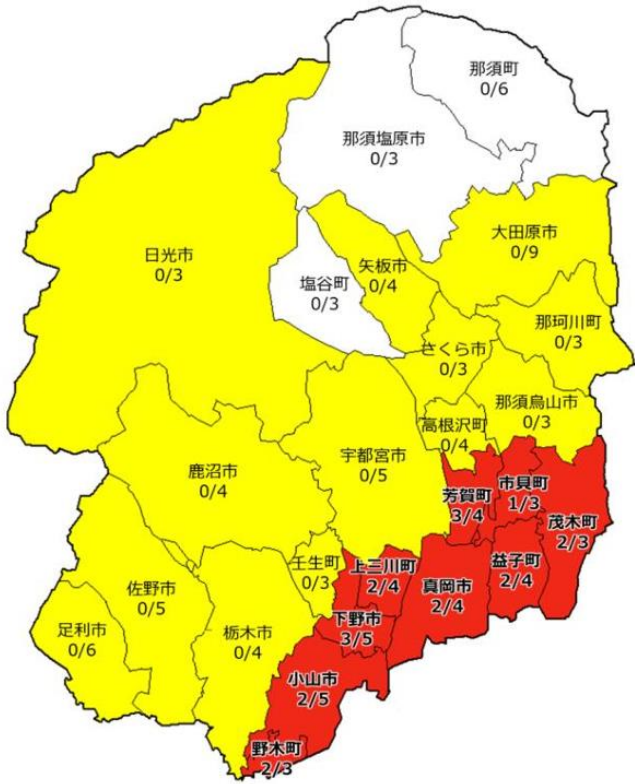 那須町
0/6
那須塩原市
0/3
大田原市
0/9
日光市
0/3
矢板市
0/4
塩谷町
0/3
那珂川町
0/3
さくら市
0/3
那須烏山市
0/3
高根沢町
0/4
宇都宮市
0/5
鹿沼市
0/4
芳賀町
3/4
市貝町
1/3
茂木町
2/3
益子町
2/4
真岡市
2/4
上三川町
2/4
壬生町
0/3
下野市
3/5
佐野市
0/5
足利市
0/6
栃木市
0/4
小山市
2/5
野木町
2/3